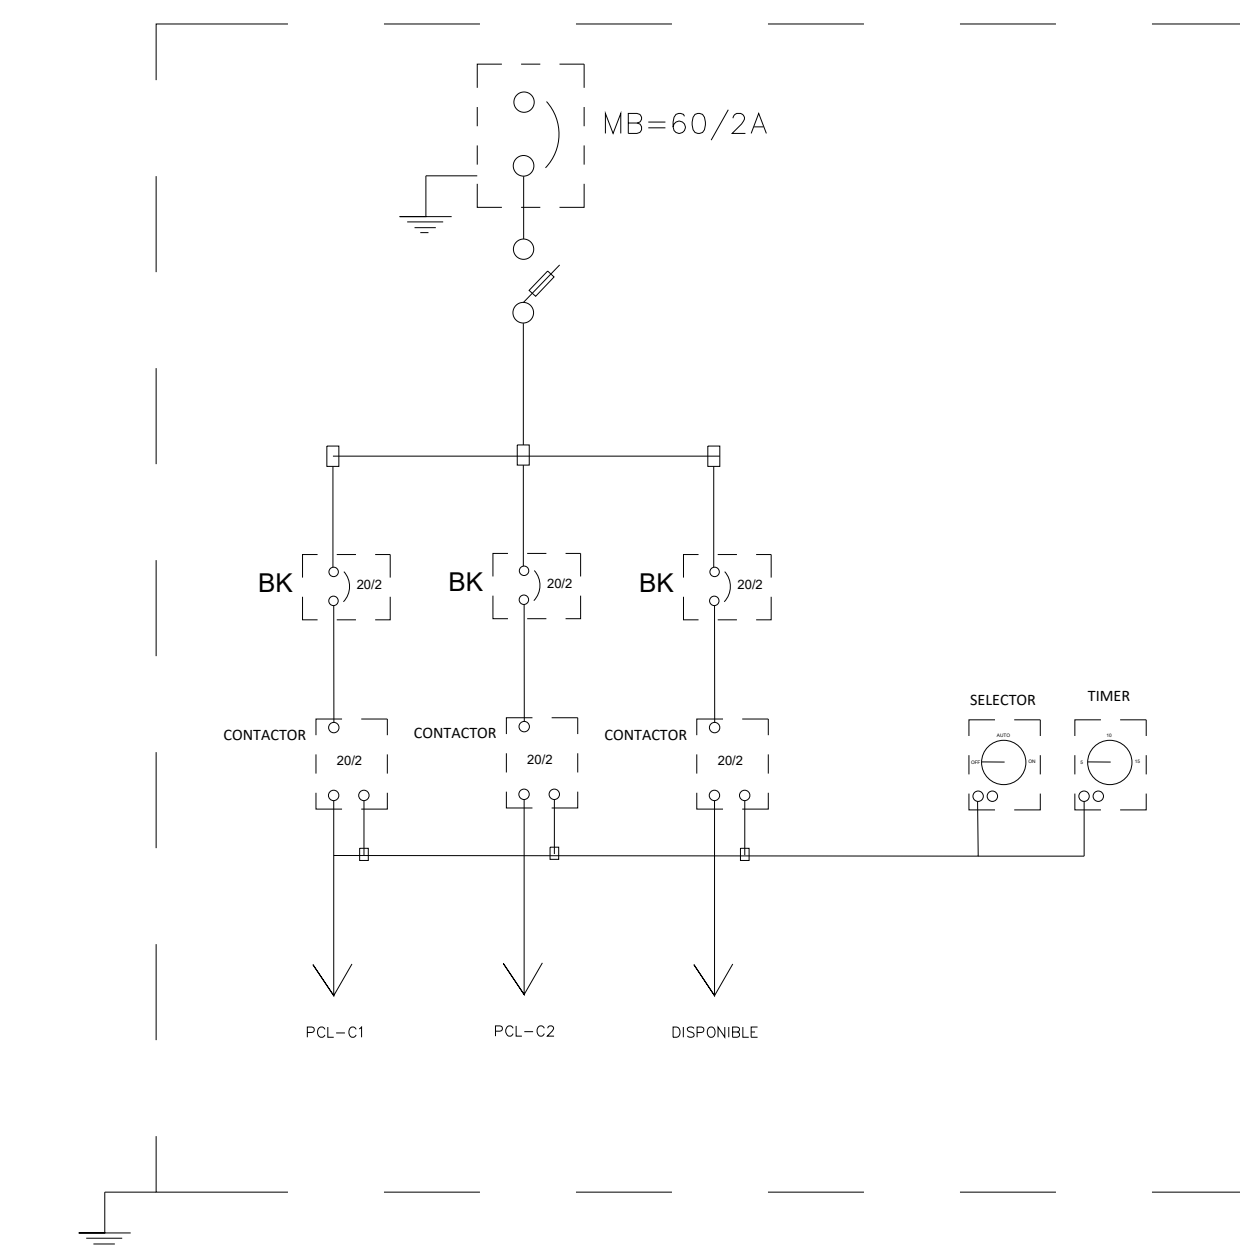 MB=60/2A
BK 20/2
BK 20/2
BK 20/2
SELECTOR
TIMER
CONTACTOR
CONTACTOR
CONTACTOR
20/2
20/2
20/2
AUTO
OFF
ON
10
5
15
PCL-C1
PCL-C2
DISPONIBLE